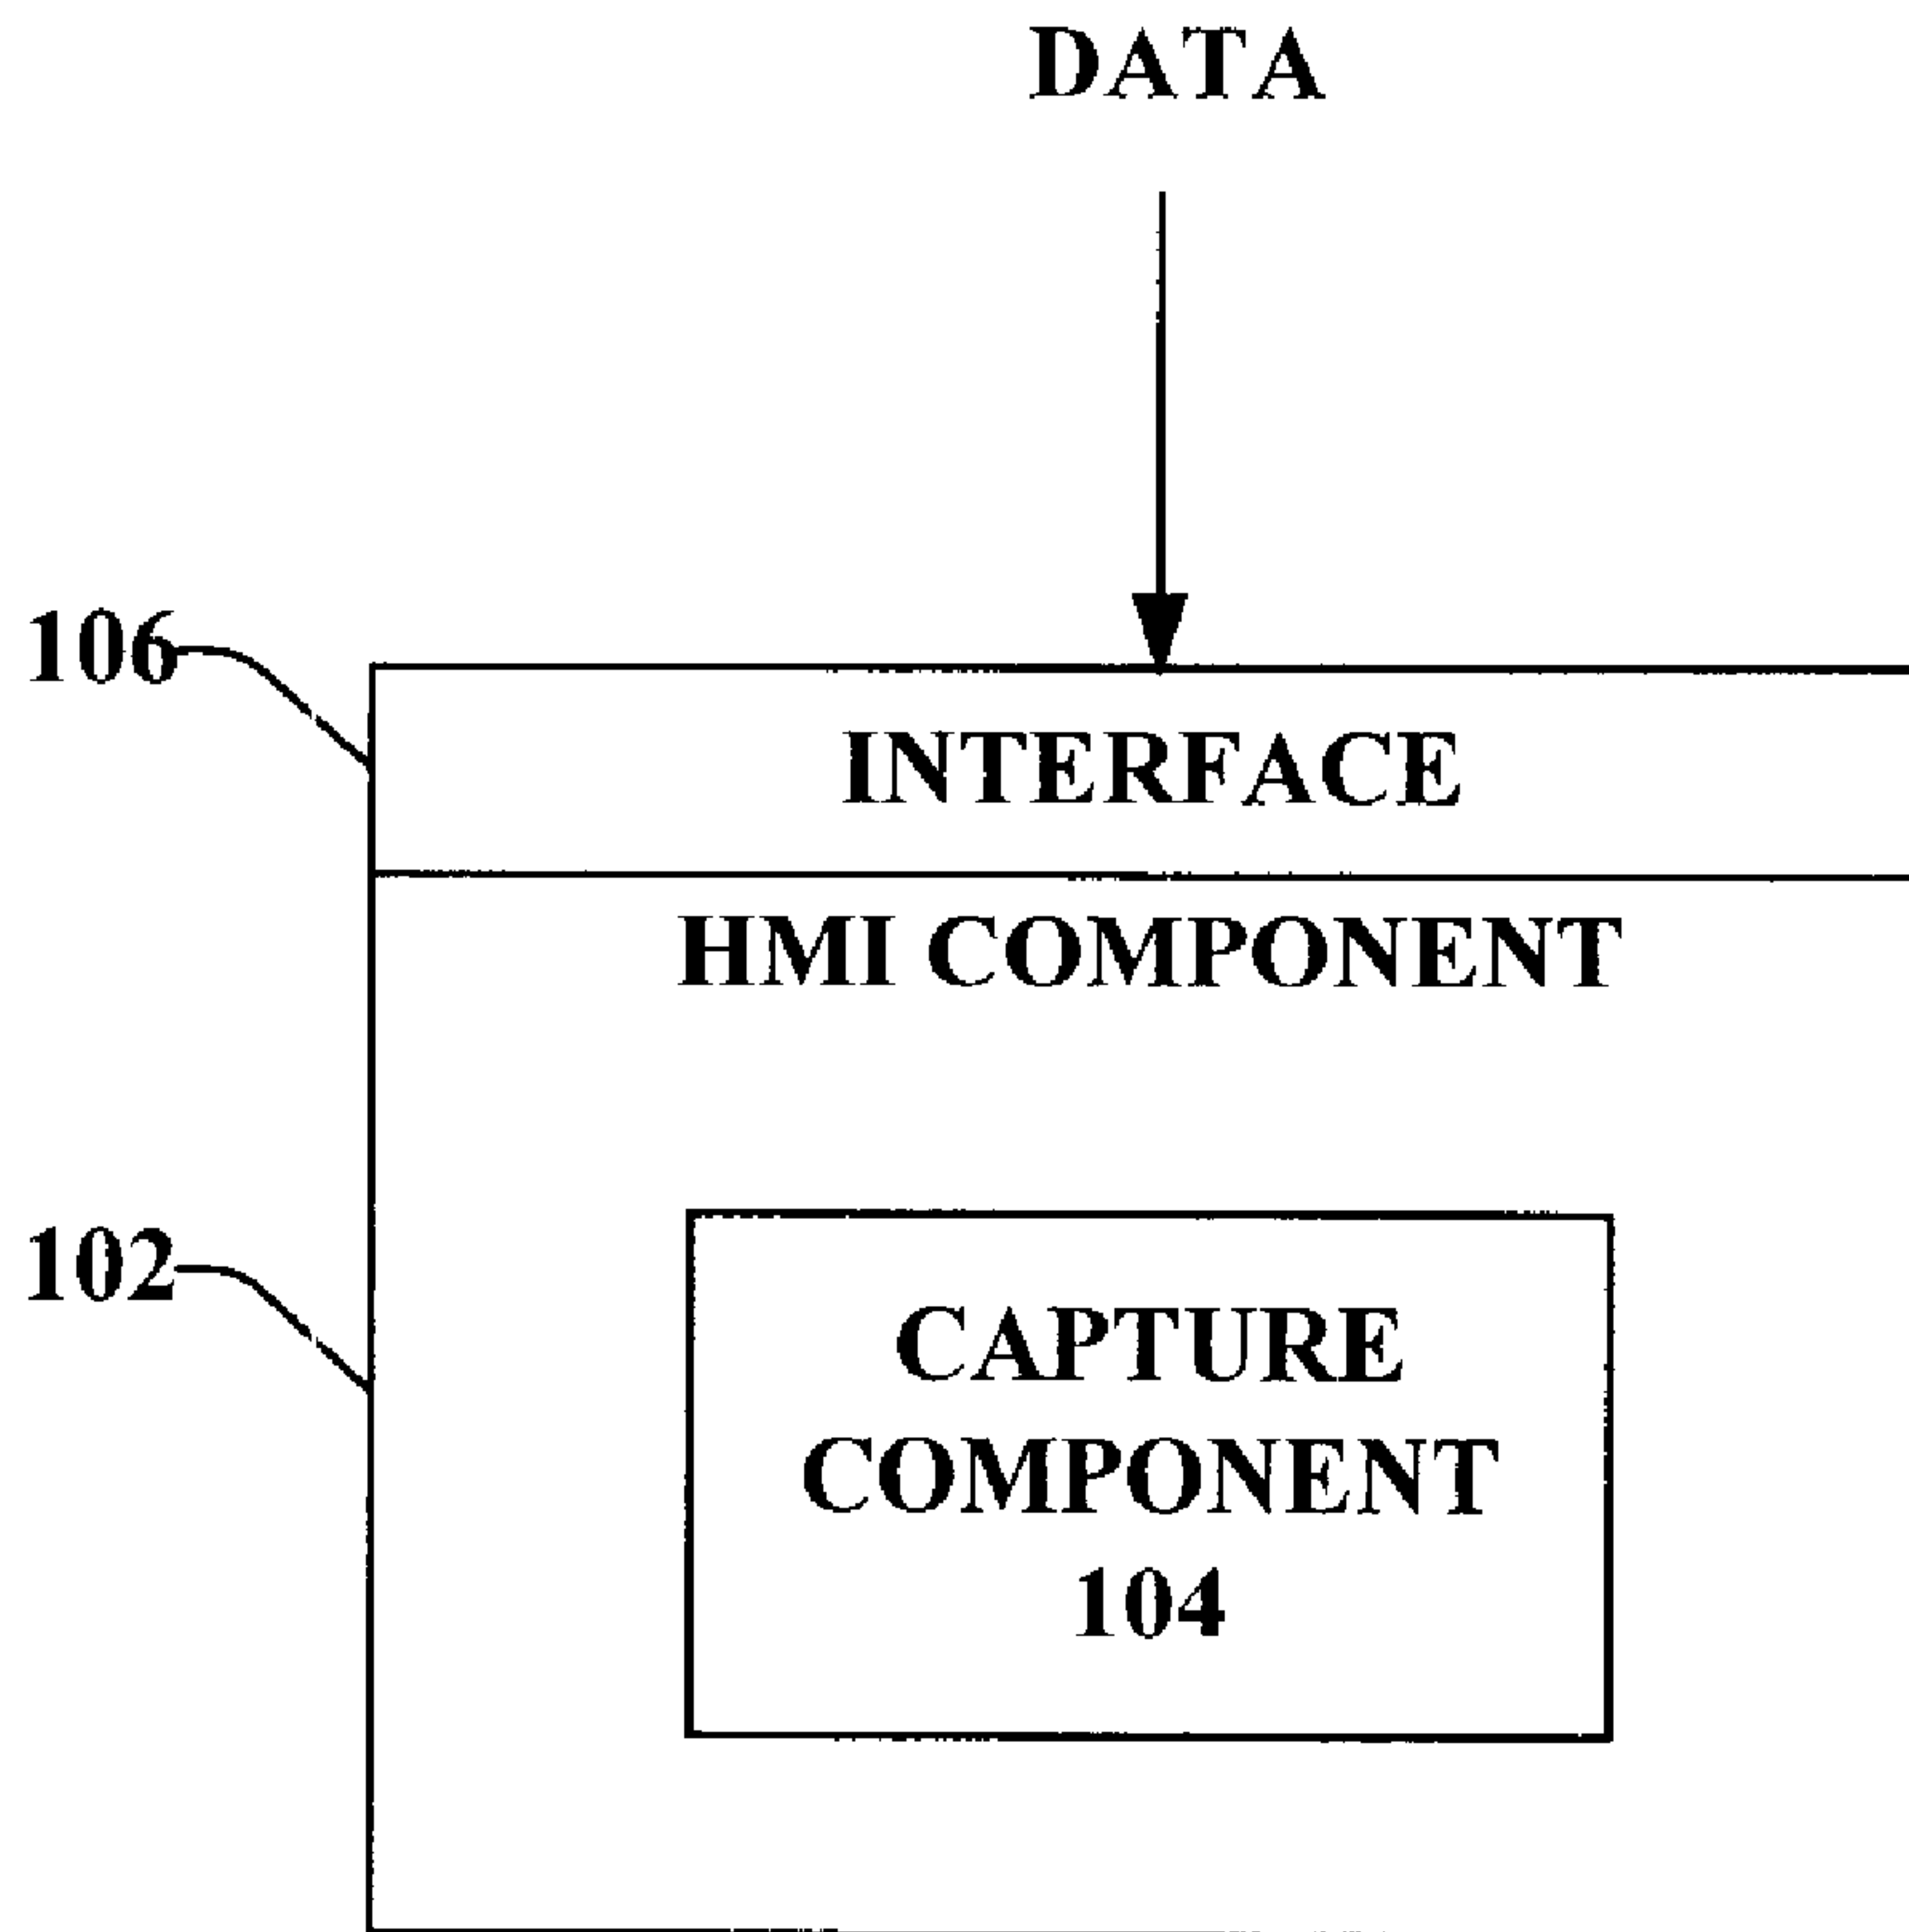 DATA
106
INTERFACE
HMI COMPONENT
102
CAPTURE
COMPONENT
104